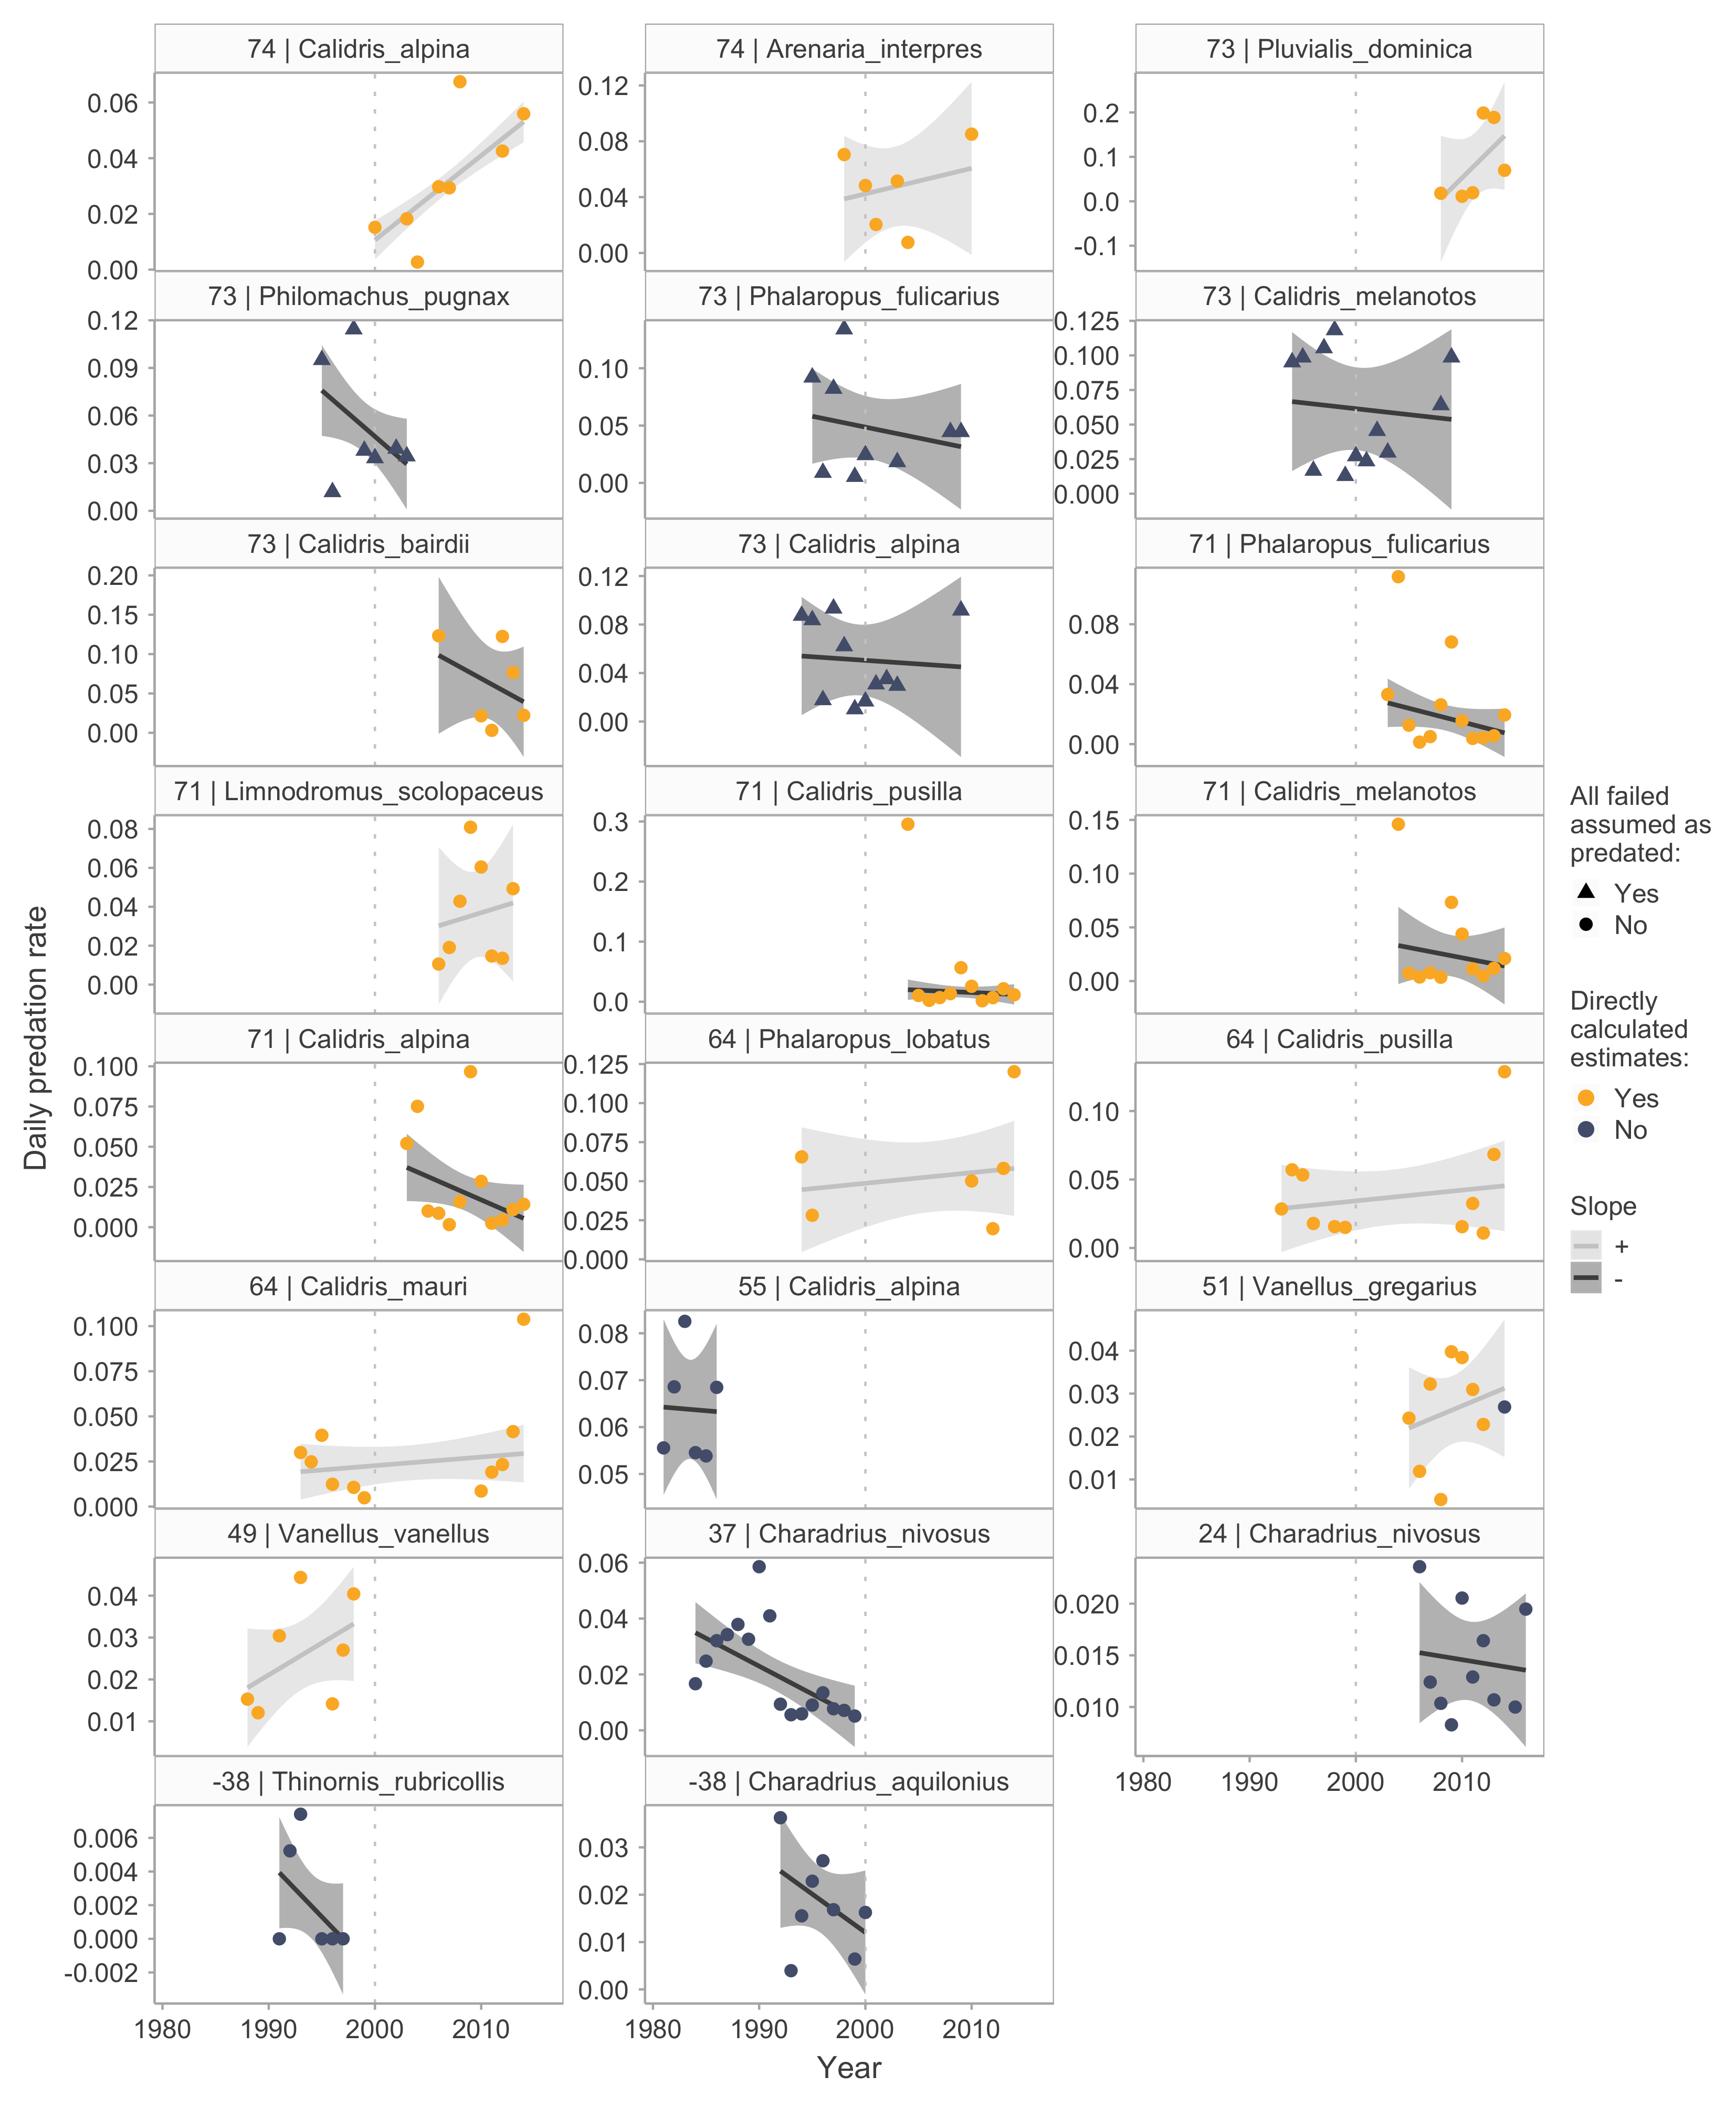 74 | Calidris_alpina
74 | Arenaria_interpres
73 | Pluvialis_dominica
0.06
0.04
0.02
0.00
0.12
0.08
0.04
0.00
0.2
0.1
0.0
-0.1
73 | Philomachus_pugnax
73 | Phalaropus_fulicarius
73 | Calidris_melanotos
0.12
0.09
0.06
0.03
0.00
0.10
0.05
0.00
0.125
0.100
0.075
0.050
0.025
0.000
73 | Calidris_bairdii
73 | Calidris_alpina
71 | Phalaropus_fulicarius
0.20
0.15
0.10
0.05
0.00
0.12
0.08
0.04
0.00
0.08
0.04
0.00
71 | Limnodromus_scolopaceus
71 | Calidris_pusilla
71 | Calidris_melanotos
0.08
0.06
0.04
0.02
0.00
0.3
0.2
0.1
0.0
0.15
0.10
0.05
0.00
71 | Calidris_alpina
64 | Phalaropus_lobatus
64 | Calidris_pusilla
0.100
0.075
0.050
0.025
0.000
0.125
0.100
0.075
0.050
0.025
0.000
0.10
0.05
0.00
64 | Calidris_mauri
55 | Calidris_alpina
51 | Vanellus_gregarius
0.100
0.075
0.050
0.025
0.000
0.08
0.07
0.06
0.05
0.04
0.03
0.02
0.01
49 | Vanellus_vanellus
37 | Charadrius_nivosus
24 | Charadrius_nivosus
0.04
0.03
0.02
0.01
0.06
0.04
0.02
0.00
0.020
0.015
0.010
1980 1990 2000 2010
-38 | Thinornis_rubricollis
-38 | Charadrius_aquilonius
0.006
0.004
0.002
0.000
-0.002
0.03
0.02
0.01
0.00
1980 1990 2000 2010
1980 1990 2000 2010
Year
Daily predation rate
All failed
assumed as
predated:
Yes
No
Directly
calculated
estimates:
Yes
No
Slope
+
-